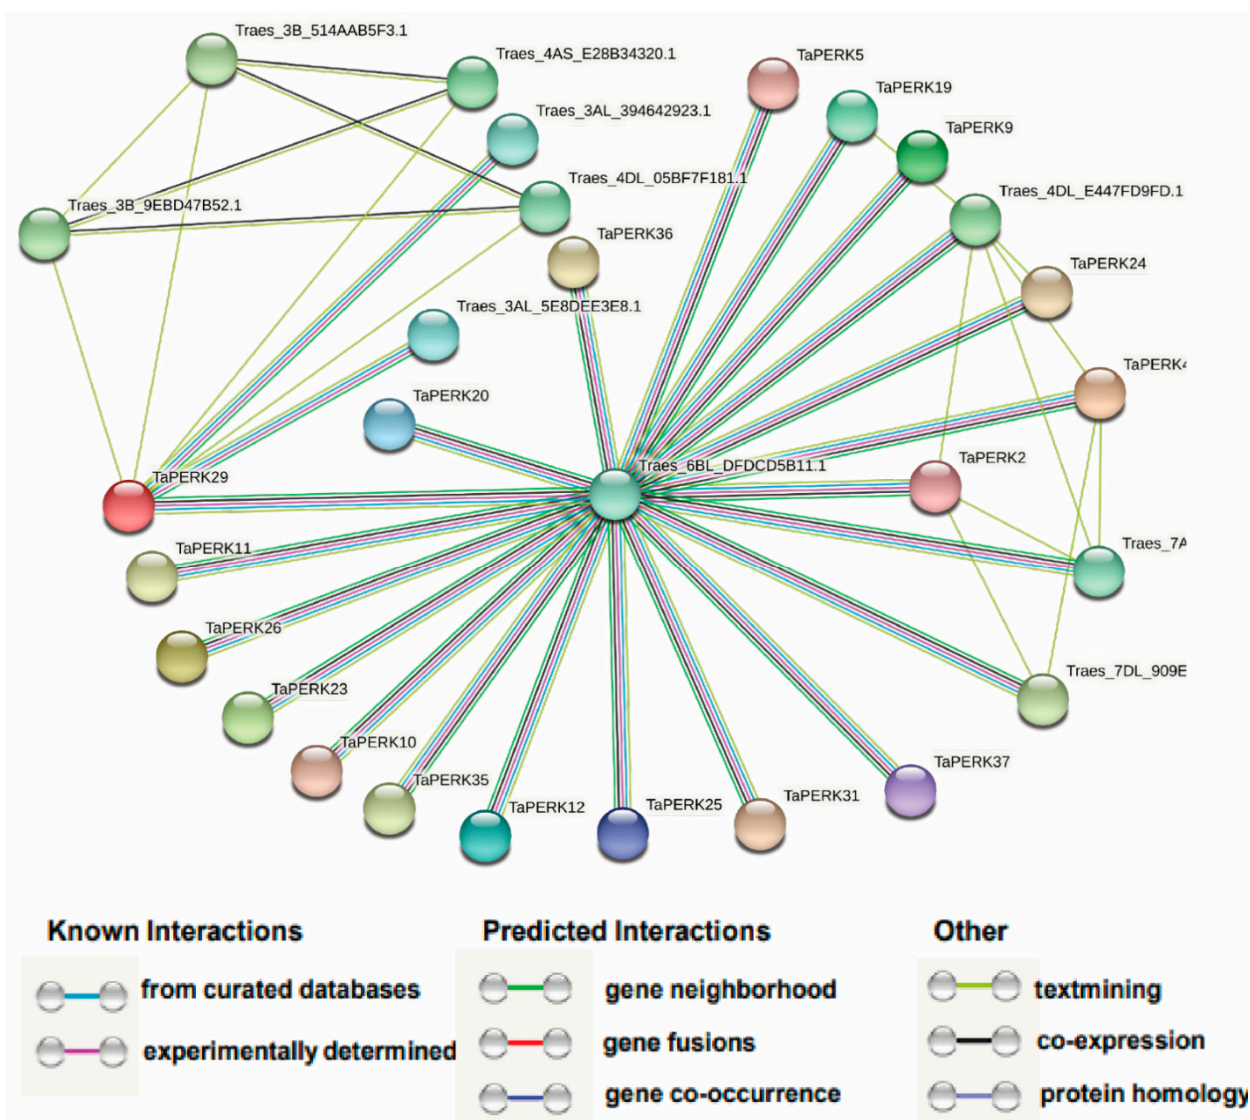 Traes_3B_514AAB5F3.1
Traes_4AS_E28B34320.1
TaPERK5
TaPERK19
Traes_3AL_394642923.1
TaPERK9
Traes_4DL_05BF7F181.1
Traes_4DL_E447FD9FD.1
Traes_3B_9EBD47B52.1
TaPERK36
TaPERK24
Traes_3AL_5E8DEE3E8.1
TaPERK4
TaPERK20
TaPERK2
Traes_6BL_DFDCD5B11.1
TaPERK29
Traes_7A
TaPERK11
TaPERK26
Traes_7DL_909E
TaPERK23
TaPERK10
TaPERK37
TaPERK35
TaPERK31
TaPERK12
TaPERK25
Known Interactions
from curated databases
experimentally determined
Predicted Interactions
gene neighborhood
gene fusions
gene co-occurrence
Other
textmining
co-expression
protein homology